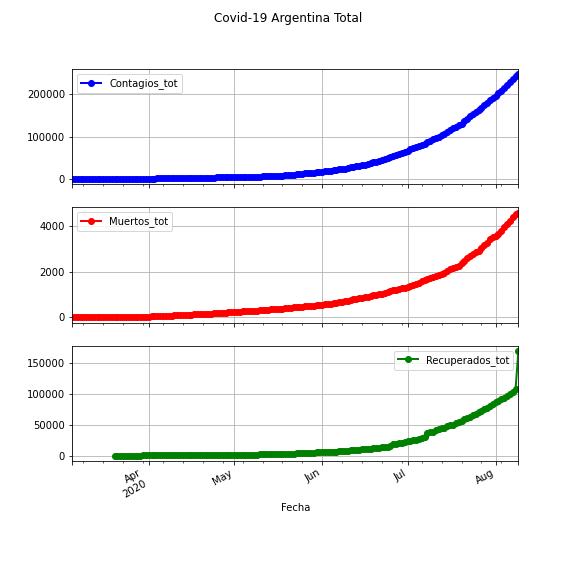 Covid-19 Argentina Total
Contagios_tot
200000
100000
0
Muertos_tot
4000
2000
0
Recuperados_tot
150000
100000
50000
0
Apr
2020
May
Jun
Jul
Aug
Fecha